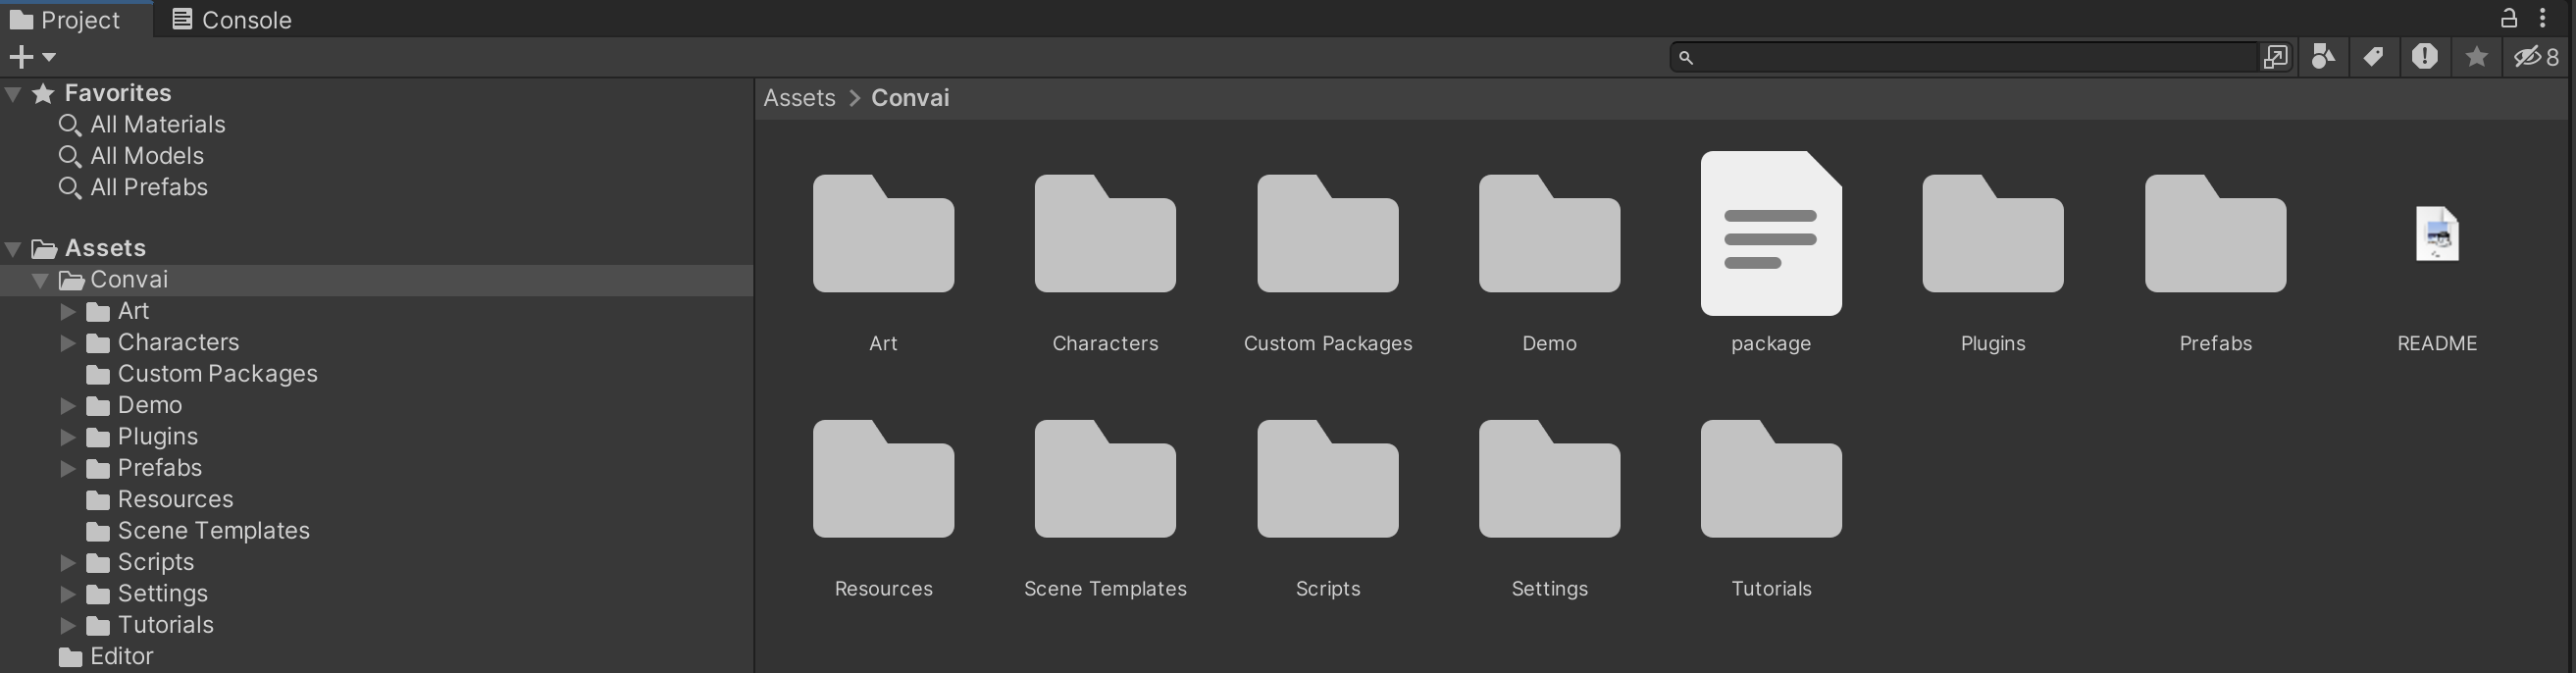 Project
Console
8
Favorites
All Materials
All Models
All Prefabs
Assets
Convai
Art
Characters
Custom Packages
Demo
Plugins
Prefabs
Resources
Scene Templates
Scripts
Settings
Tutorials
Editor
Assets > Convai
Art Characters Custom Packages Demo package Plugins Prefabs README
Resources Scene Templates Scripts Settings Tutorials